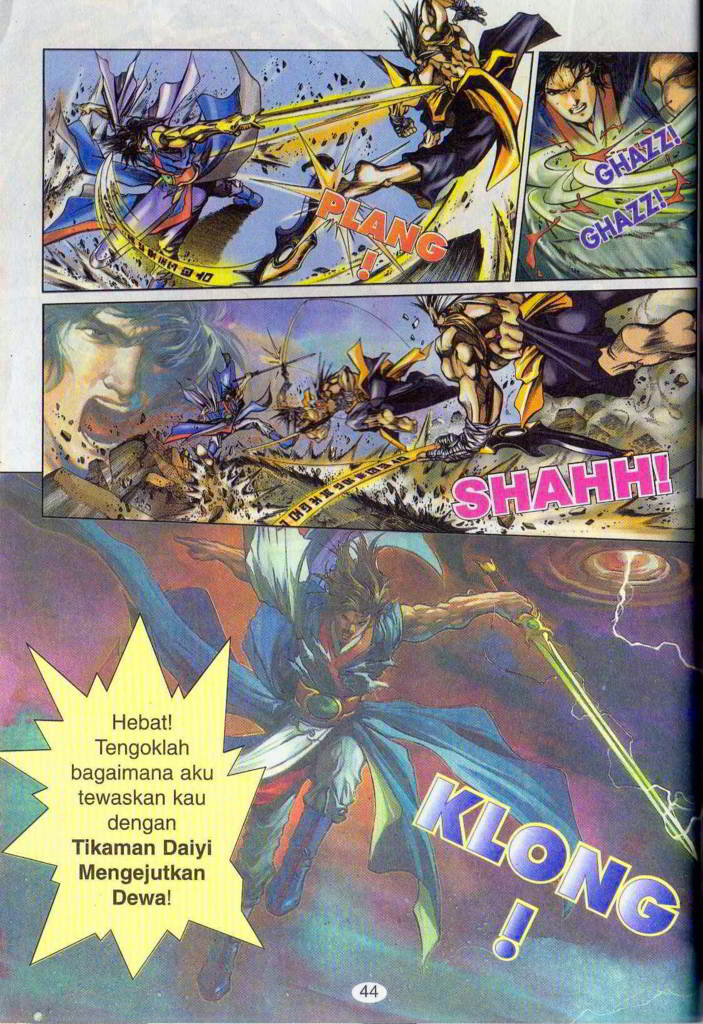 PLANG
!
GHAZZ!
GHAZZ!
SHAHH!
Hebat!
Tengoklah
bagaimana aku
tewaskan kau
dengan
Tikaman Daiyi
Mengejutkan
Dewa!
KLONG
!
44